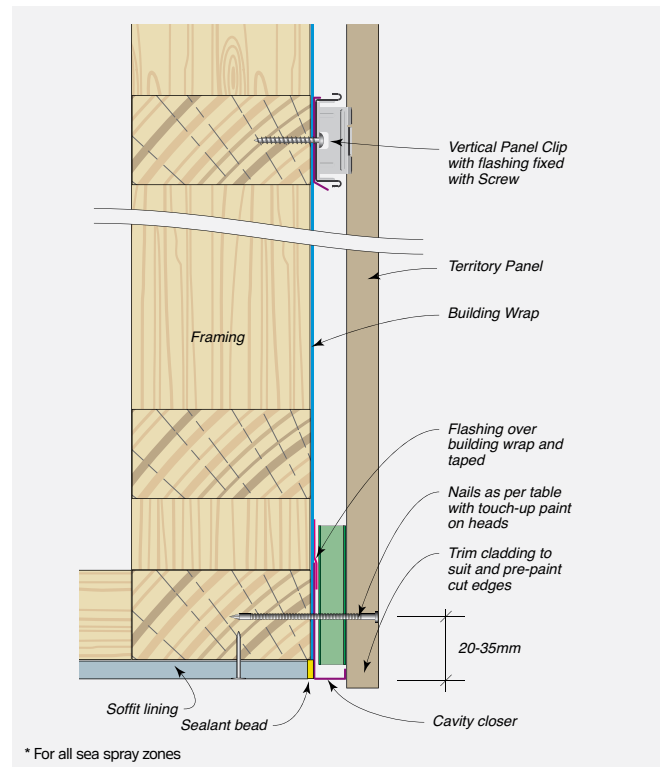 Vertical Panel Clip
with flashing fixed
with Screw
Territory Panel
Building Wrap
Framing
Flashing over
building wrap and
taped
Nails as per table
with touch-up paint
on heads
Trim cladding to
suit and pre-paint
cut edges
20-35mm
Soffit lining
Sealant bead
Cavity closer
* For all sea spray zones